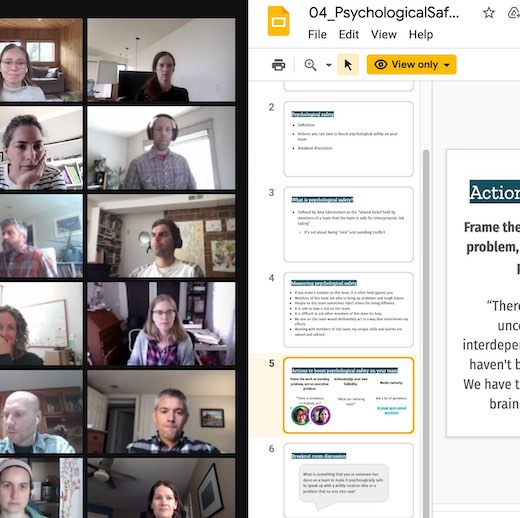 04_PsychologicalSaf...
File Edit View Help
View only
2
Psychological safety
Definition
Actions you can take to boost psychological safety on your
team
Breakout discussion
3
What is psychological safety?
Defined by Amy Edmondson as the "shared belief held by
members of a team that the team is safe for interpersonal risk
taking"
It's not about being "nice" and avoiding conflict
4
Measuring psychological safety
If you make a mistake on this team, it is often held against you.
Members of this team are able to bring up problems and tough issues.
People on this team sometimes reject others for being different.
It is safe to take a risk on this team.
It is difficult to ask other members of this team for help.
No one on this team would deliberately act in a way that undermines my
efforts.
Working with members of this team, my unique skills and talents are
valued and utilized.
5
Actions to boost psychological safety on your team
Frame the work as learning
problem, not an execution
problem.
Acknowledge your own
fallibility.
Model curiosity.
"What am I missing
here?"
Ask a lot of questions.
6
Breakout room discussion
What is something that you or someone has
done on a team to make it psychologically safe
to speak up with a wildly creative idea or a
problem that no one else saw?
Action
Frame the
problem,
"There
unc
interdepe
haven't b
We have t
brain